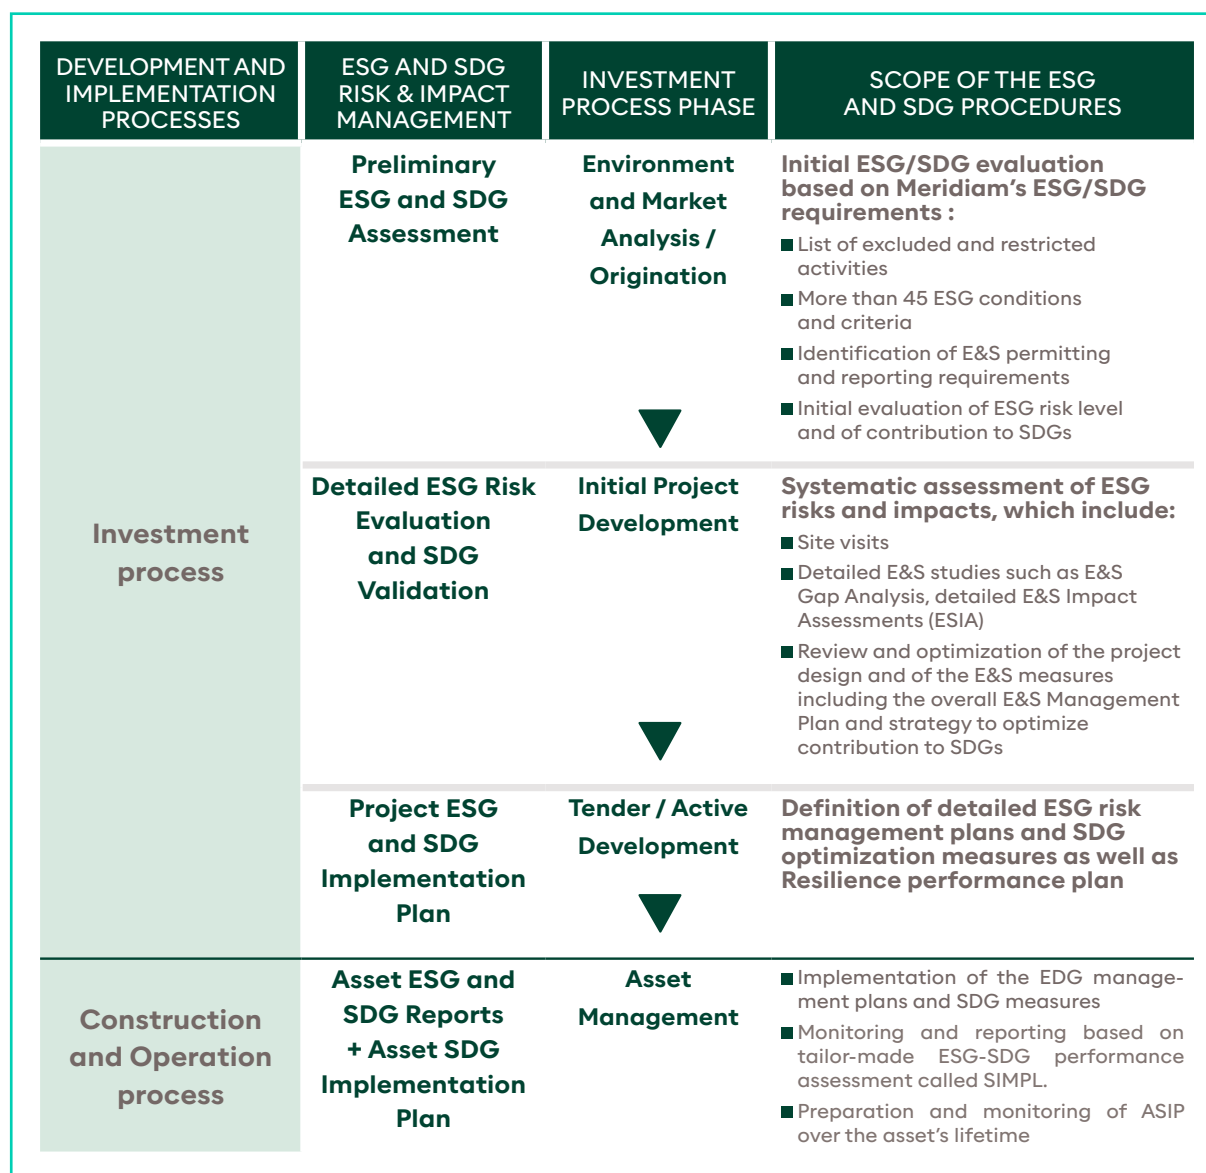 DEVELOPMENT AND
IMPLEMENTATION
PROCESSES
ESG AND SDG
RISK & IMPACT
MANAGEMENT
INVESTMENT
PROCESS PHASE
SCOPE OF THE ESG
AND SDG PROCEDURES
Investment
process
Preliminary
ESG and SDG
Assessment
Environment
and Market
Analysis /
Origination
Initial ESG/SDG evaluation
based on Meridiam's ESG/SDG
requirements :
■ List of excluded and restricted
activities
■ More than 45 ESG conditions
and criteria
■ Identification of E&S permitting
and reporting requirements
■ Initial evaluation of ESG risk level
and of contribution to SDGs
Detailed ESG Risk
Evaluation
and SDG
Validation
Initial Project
Development
Systematic assessment of ESG
risks and impacts, which include:
■ Site visits
■ Detailed E&S studies such as E&S
Gap Analysis, detailed E&S Impact
Assessments (ESIA)
■ Review and optimization of the project
design and of the E&S measures
including the overall E&S Management
Plan and strategy to optimize
contribution to SDGs
Project ESG
and SDG
Implementation
Plan
Tender / Active
Development
Definition of detailed ESG risk
management plans and SDG
optimization measures as well as
Resilience performance plan
Construction
and Operation
process
Asset ESG and
SDG Reports
+ Asset SDG
Implementation
Plan
Asset
Management
■ Implementation of the EDG manage-
ment plans and SDG measures
■ Monitoring and reporting based on
tailor-made ESG-SDG performance
assessment called SIMPL.
■ Preparation and monitoring of ASIP
over the asset's lifetime